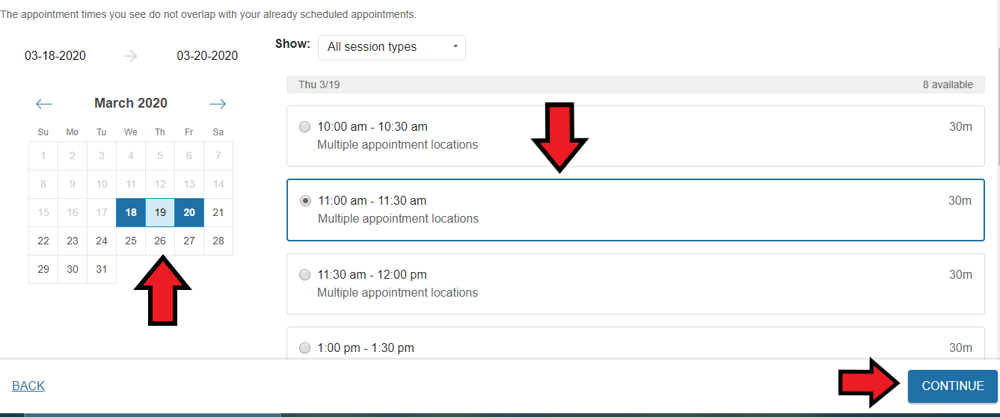 The appointment times you see do not overlap with your already scheduled appointments.
03-18-2020 → 03-20-2020
Show: All session types
← March 2020 →
Su Mo Tu We Th Fr Sa
1 2 3 4 5 6 7
8 9 10 11 12 13 14
15 16 17 18 19 20 21
22 23 24 25 26 27 28
29 30 31
Thu 3/19 8 available
10:00 am - 10:30 am 30m
Multiple appointment locations
11:00 am - 11:30 am 30m
Multiple appointment locations
11:30 am - 12:00 pm 30m
Multiple appointment locations
1:00 pm - 1:30 pm 30m
BACK CONTINUE